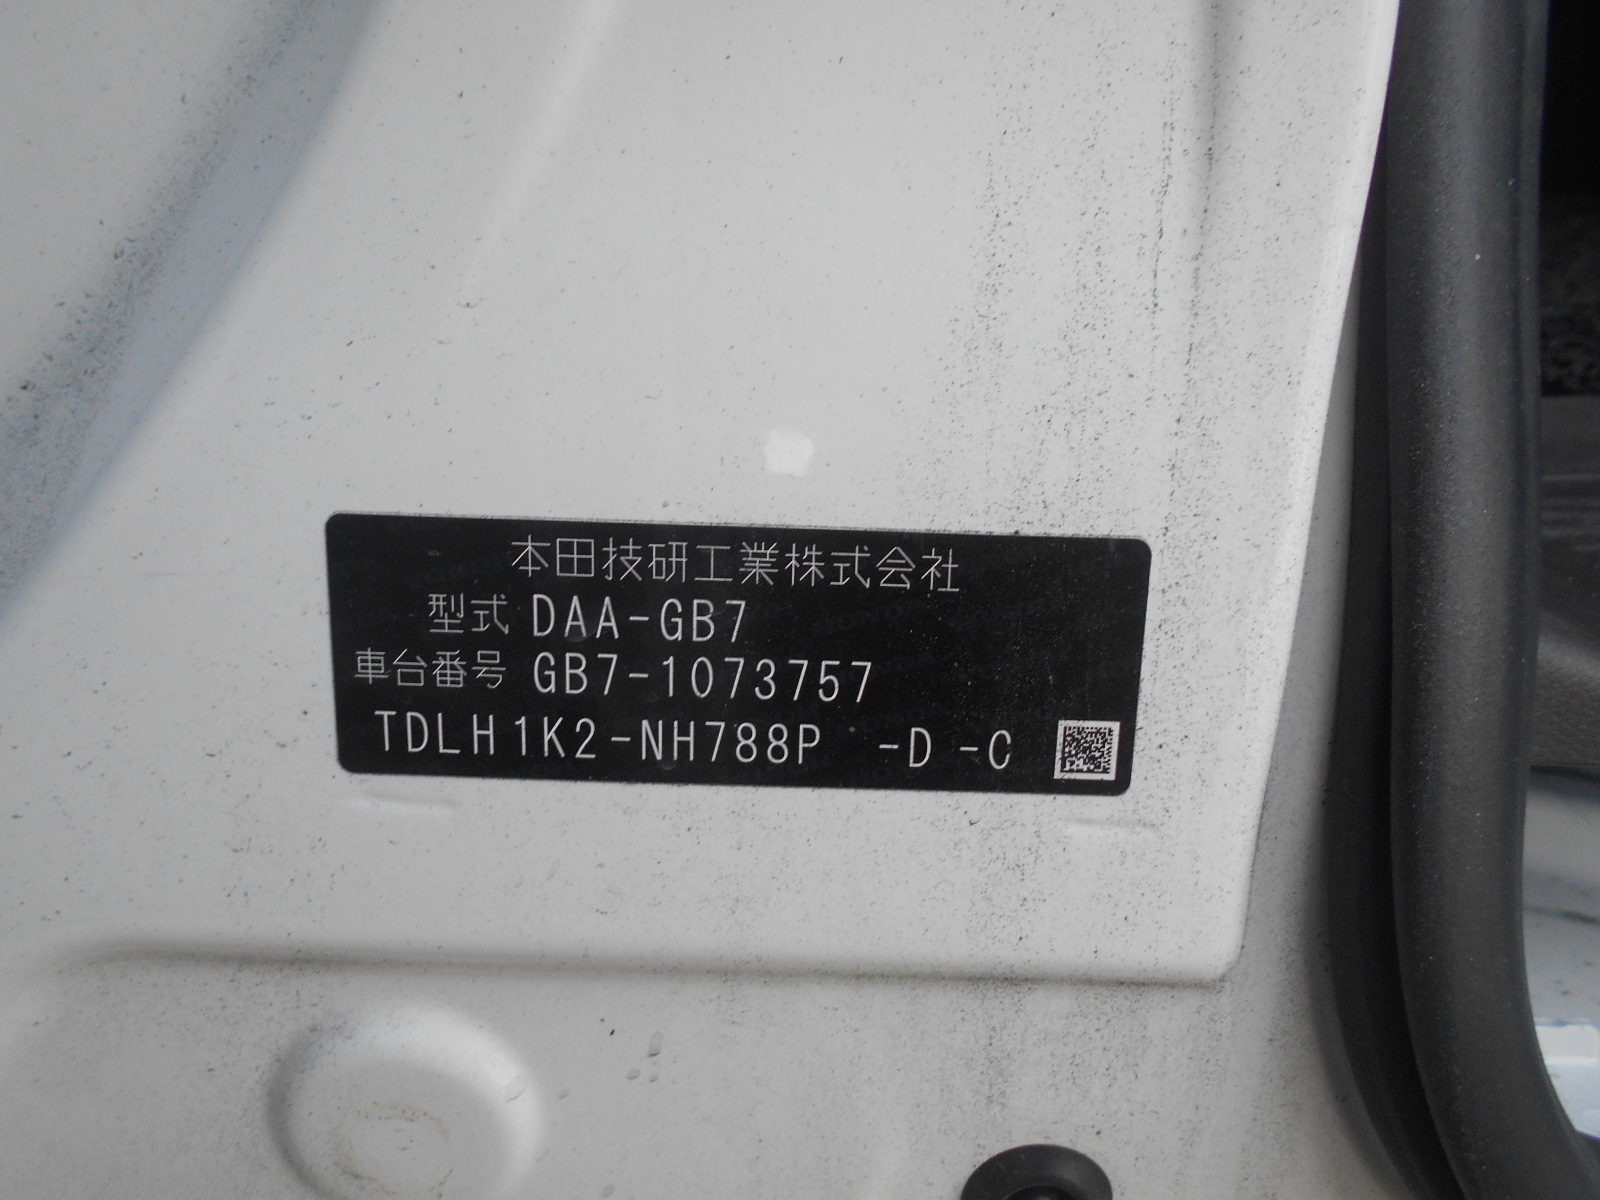 本田技研工業株式会社
型式 DAA-GB7
車台番号 GB7-1073757
TDLH1K2-NH788P -D -C